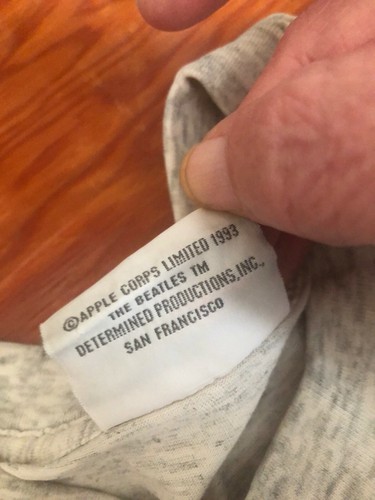 ©APPLE CORPS LIMITED 1993
THE BEATLES TM
DETERMINED PRODUCTIONS, INC.,
SAN FRANCISCO